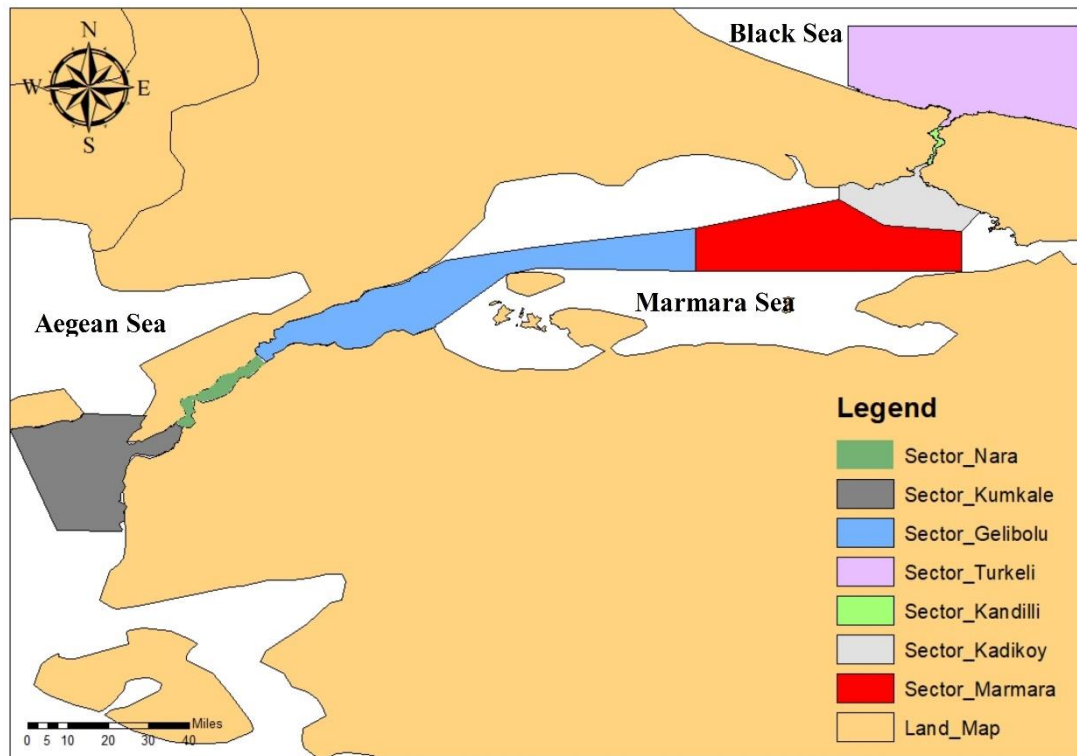 Black Sea
N
W E
S
Aegean Sea
Marmara Sea
Legend
Sector_Nara
Sector_Kumkale
Sector_Gelibolu
Sector_Turkeli
Sector_Kandilli
Sector_Kadikoy
Sector_Marmara
Land_Map
Miles
0 5 10 20 30 40